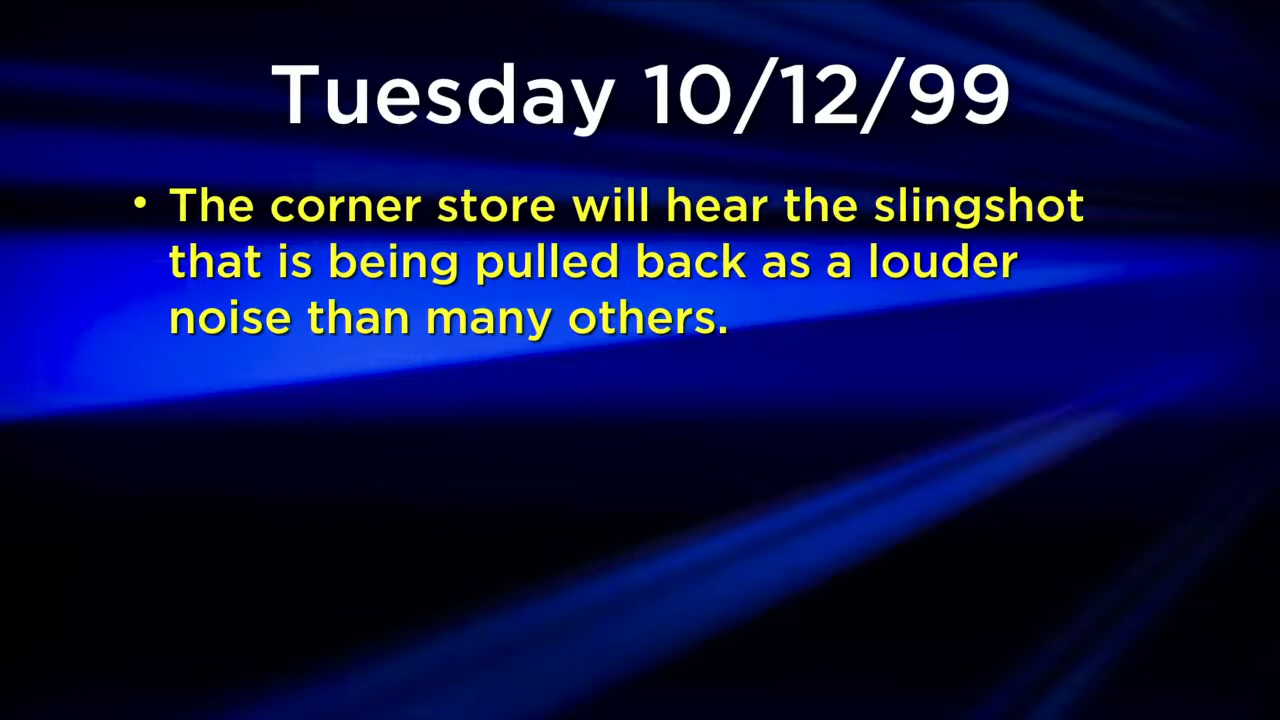 Tuesday 10/12/99
• The corner store will hear the slingshot
that is being pulled back as a louder
noise than many others.